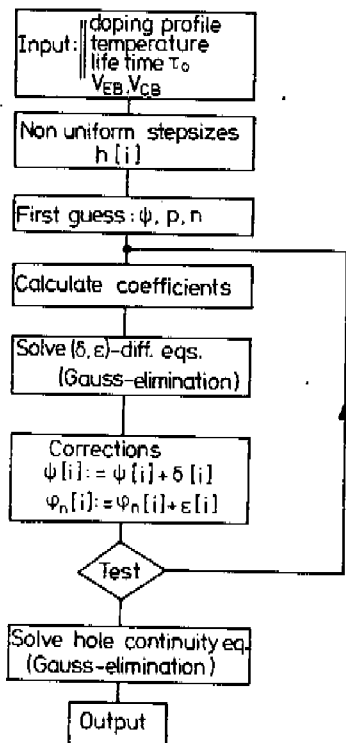 Input: doping profile
temperature
life time τ₀
V_EB, V_CB
Non uniform stepsizes
h[i]
First guess: ψ, p, n
Calculate coefficients
Solve (δ, ε)-diff. eqs.
(Gauss-elimination)
Corrections
ψ[i]:= ψ[i]+δ[i]
φₙ[i]:=φₙ[i]+ε[i]
Test
Solve hole continuity eq.
(Gauss-elimination)
Output